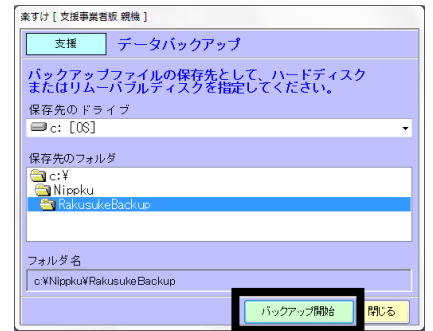 楽すけ [ 支援事業者版 親機 ]
支援 データバックアップ
バックアップファイルの保存先として、ハードディスク
またはリムーバブルディスクを指定してください。
保存先のドライブ
c: [OS]
保存先のフォルダ
c:¥
Nippku
RakusukeBackup
フォルダ名
c:¥Nippku¥RakusukeBackup
バックアップ開始 閉じる